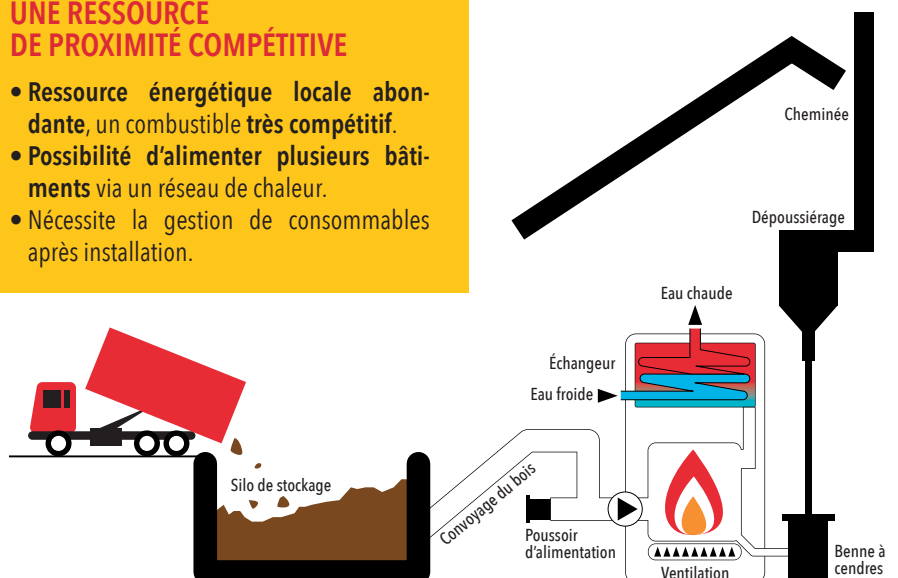 UNE RESSOURCE
DE PROXIMITÉ COMPÉTITIVE
• Ressource énergétique locale abon-
dante, un combustible très compétitif.
• Possibilité d'alimenter plusieurs bâti-
ments via un réseau de chaleur.
• Nécessite la gestion de consommables
après installation.
Cheminée
Dépoussiérage
Eau chaude
Échangeur
Eau froide
Silo de stockage
Convoyage du bois
Poussoir
d'alimentation
Ventilation
Benne à
cendres